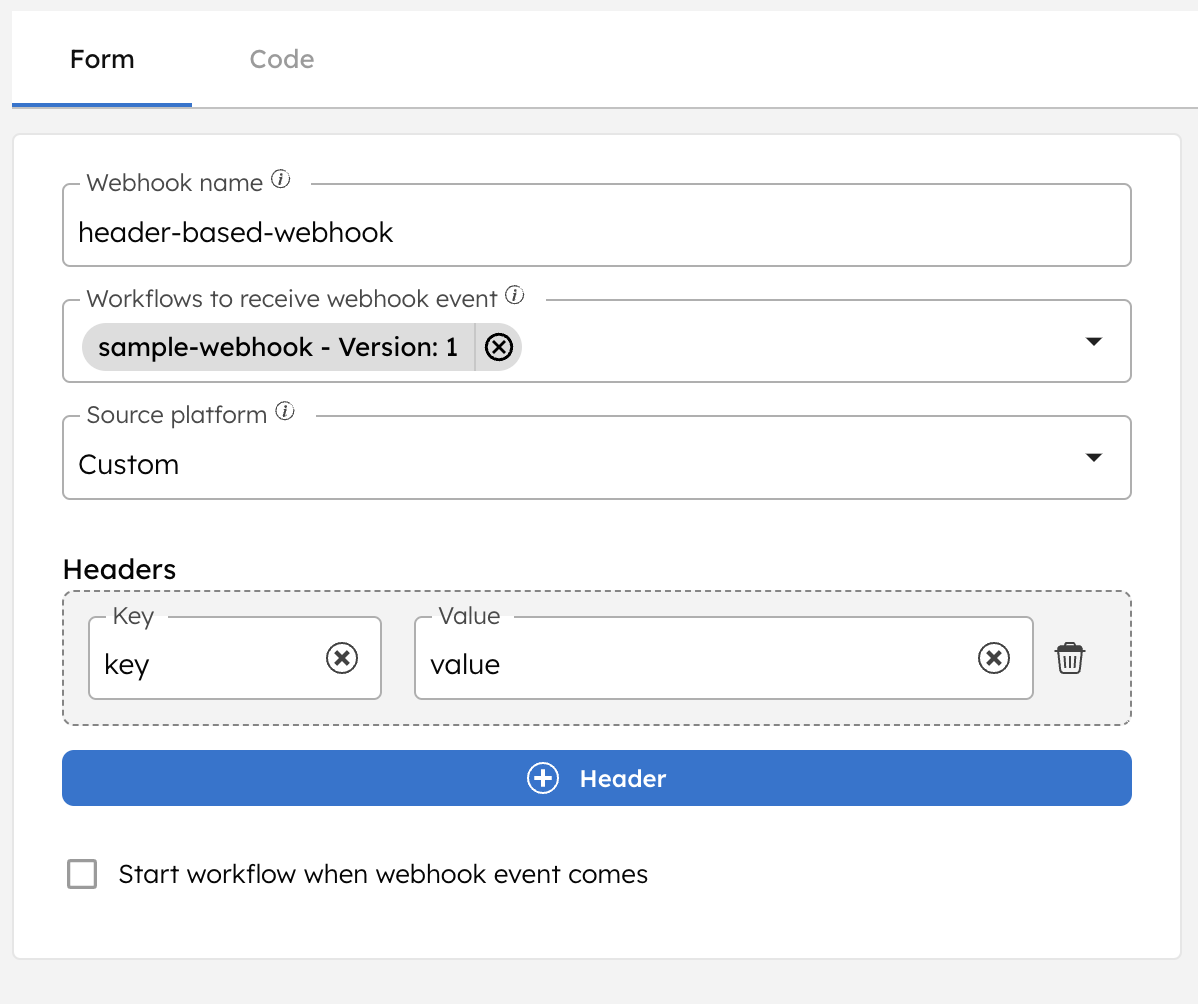 Form Code
Webhook name
header-based-webhook
Workflows to receive webhook event
sample-webhook - Version: 1
Source platform
Custom
Headers
Key Value
key value
Header
Start workflow when webhook event comes